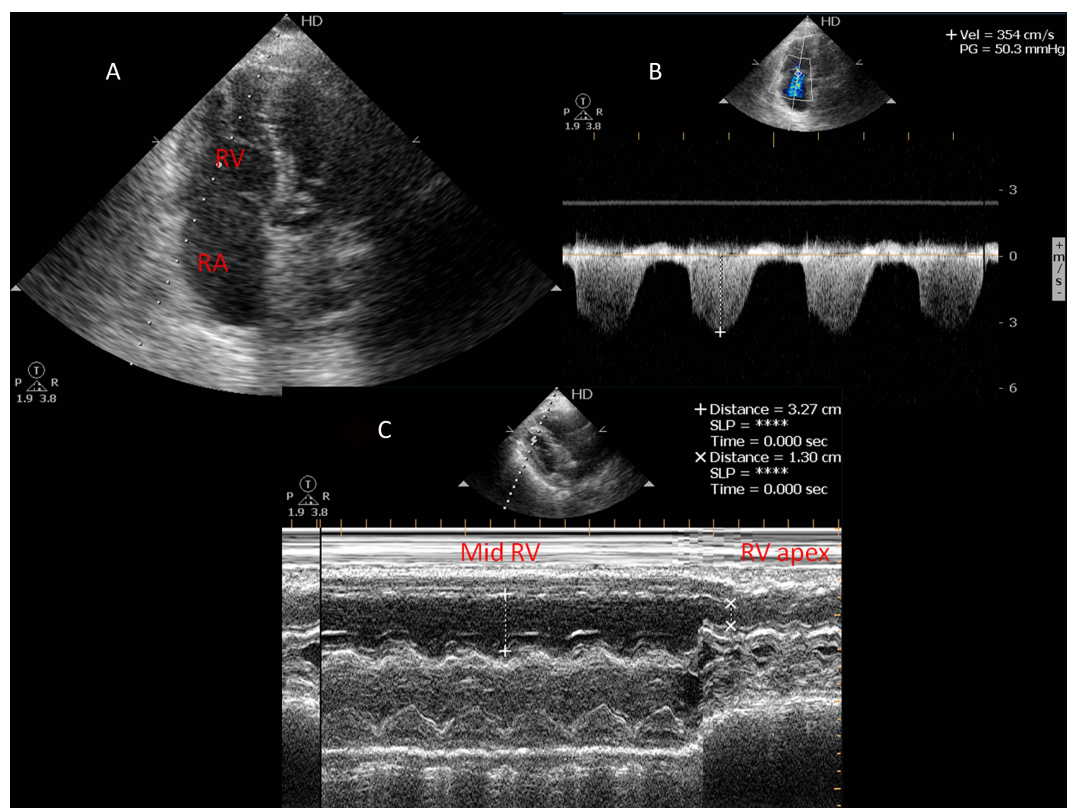 A
HD
RV
RA
T
P R
1.9 3.8
B
HD
+ Vel = 354 cm/s
PG = 50.3 mmHg
T
P R
1.9 3.8
- 3
- 0
- 3
- 6
+
m
/
s
-
C
HD
+ Distance = 3.27 cm
SLP = ****
Time = 0.000 sec
× Distance = 1.30 cm
SLP = ****
Time = 0.000 sec
T
P R
1.9 3.8
Mid RV
RV apex